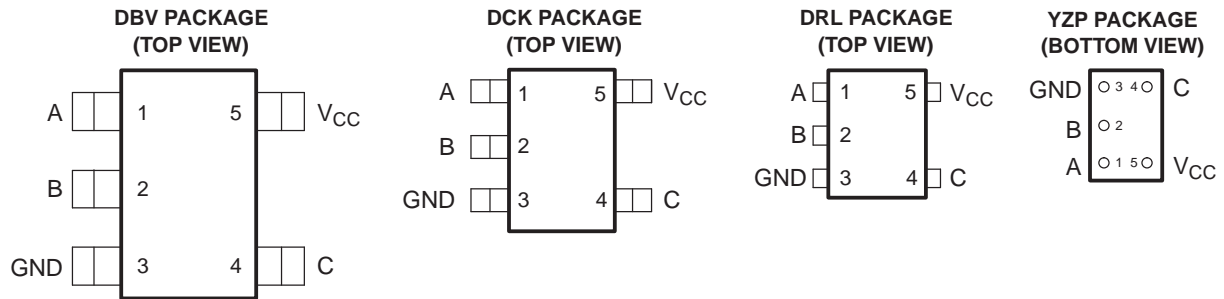 DBV PACKAGE
(TOP VIEW)
A 1 5 VCC
B 2
GND 3 4 C
DCK PACKAGE
(TOP VIEW)
A 1 5 VCC
B 2
GND 3 4 C
DRL PACKAGE
(TOP VIEW)
A 1 5 VCC
B 2
GND 3 4 C
YZP PACKAGE
(BOTTOM VIEW)
GND 3 4 C
B 2
A 1 5 VCC